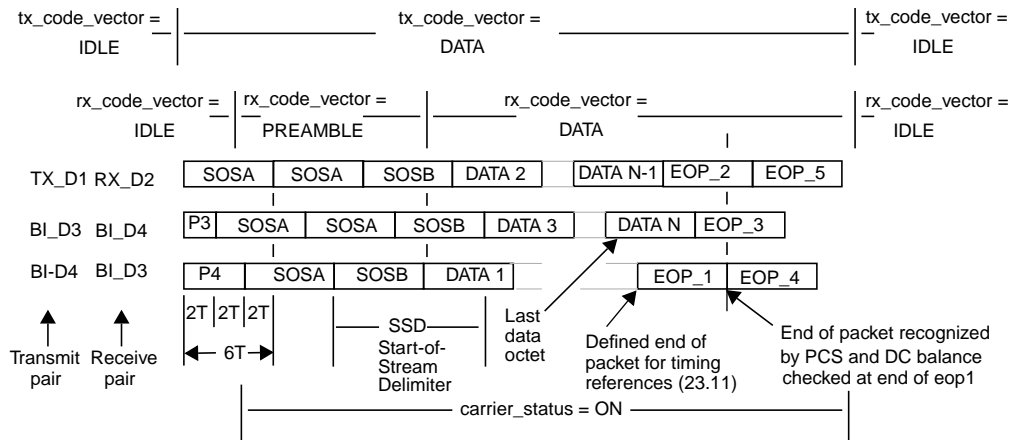 tx_code_vector = tx_code_vector = tx_code_vector =
IDLE DATA IDLE
rx_code_vector = rx_code_vector = rx_code_vector = rx_code_vector =
IDLE PREAMBLE DATA IDLE
TX_D1 RX_D2 SOSA SOSA SOSB DATA 2 DATA N-1 EOP_2 EOP_5
BI_D3 BI_D4 P3 SOSA SOSA SOSB DATA 3 DATA N EOP_3
BI-D4 BI_D3 P4 SOSA SOSB DATA 1 EOP_1 EOP_4
2T 2T 2T
6T
Transmit pair
Receive pair
SSD
Start-of-
Stream
Delimiter
Last
data
octet
Defined end of
packet for timing
references (23.11)
End of packet recognized
by PCS and DC balance
checked at end of eop1
carrier_status = ON